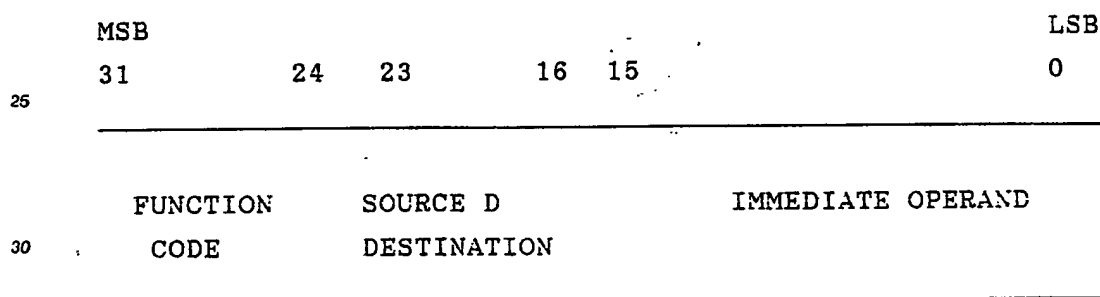 MSB LSB
31 24 23 16 15 0
25
FUNCTION SOURCE D IMMEDIATE OPERAND
30 CODE DESTINATION